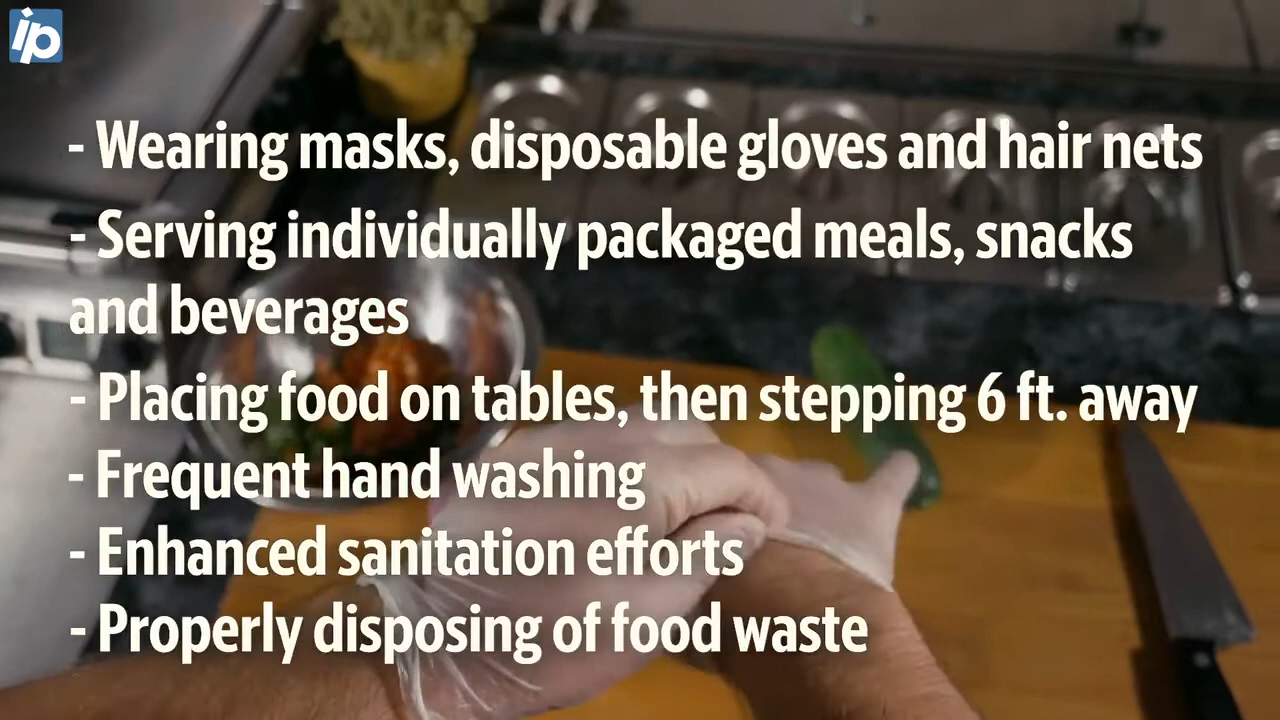 ip
- Wearing masks, disposable gloves and hair nets
- Serving individually packaged meals, snacks
and beverages
- Placing food on tables, then stepping 6 ft. away
- Frequent hand washing
- Enhanced sanitation efforts
- Properly disposing of food waste